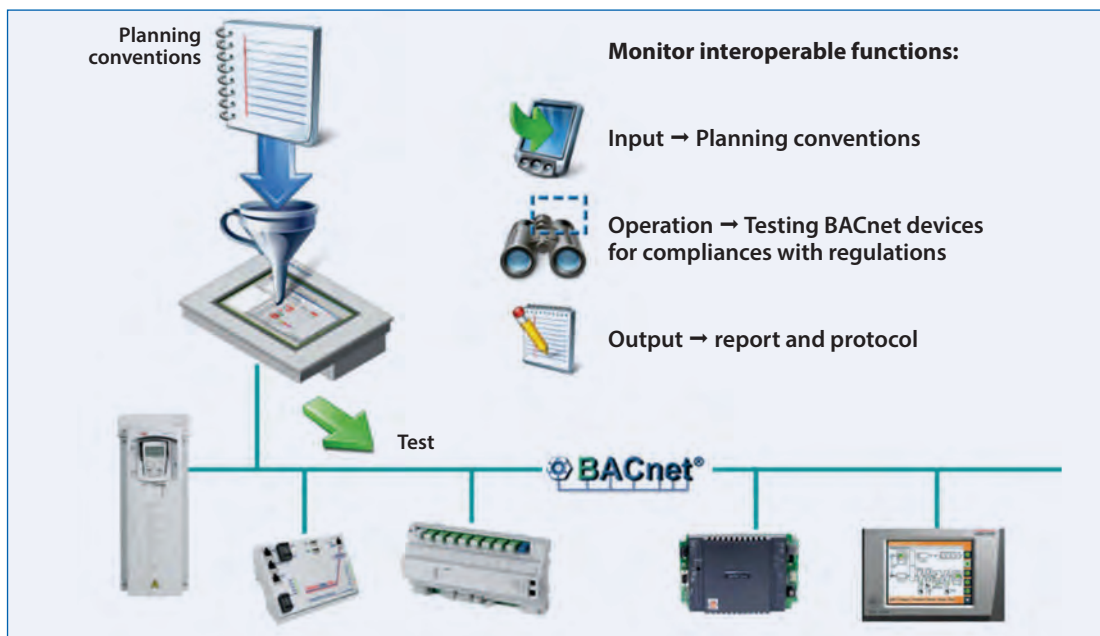 Planning
conventions
Monitor interoperable functions:
Input → Planning conventions
Operation → Testing BACnet devices
for compliances with regulations
Output → report and protocol
Test
BACnet®